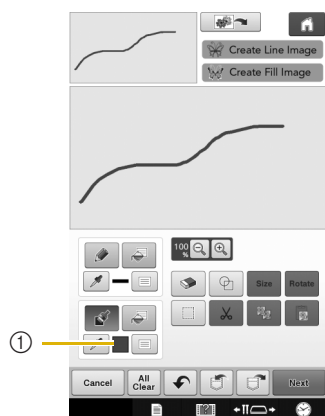 Create Line Image
Create Fill Image
100 %
Size
Rotate
①
Cancel
All Clear
Next